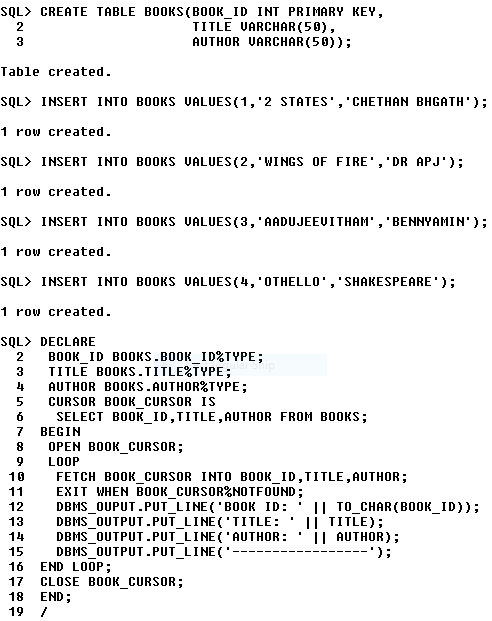 SQL> CREATE TABLE BOOKS(BOOK_ID INT PRIMARY KEY,
  2                     TITLE VARCHAR(50),
  3                     AUTHOR VARCHAR(50));
Table created.
SQL> INSERT INTO BOOKS VALUES(1,'2 STATES','CHETHAN BHGATH');
1 row created.
SQL> INSERT INTO BOOKS VALUES(2,'WINGS OF FIRE','DR APJ');
1 row created.
SQL> INSERT INTO BOOKS VALUES(3,'AADUJEEVITHAM','BENNYAMIN');
1 row created.
SQL> INSERT INTO BOOKS VALUES(4,'OTHELLO','SHAKESPEARE');
1 row created.
SQL> DECLARE
  2   BOOK_ID BOOKS.BOOK_ID%TYPE;
  3   TITLE BOOKS.TITLE%TYPE;
  4   AUTHOR BOOKS.AUTHOR%TYPE;
  5   CURSOR BOOK_CURSOR IS
  6    SELECT BOOK_ID,TITLE,AUTHOR FROM BOOKS;
  7  BEGIN
  8   OPEN BOOK_CURSOR;
  9   LOOP
 10    FETCH BOOK_CURSOR INTO BOOK_ID,TITLE,AUTHOR;
 11    EXIT WHEN BOOK_CURSOR%NOTFOUND;
 12    DBMS_OUPUT.PUT_LINE('BOOK ID: ' || TO_CHAR(BOOK_ID));
 13    DBMS_OUTPUT.PUT_LINE('TITLE: ' || TITLE);
 14    DBMS_OUTPUT.PUT_LINE('AUTHOR: ' || AUTHOR);
 15    DBMS_OUTPUT.PUT_LINE('-----------------');
 16  END LOOP;
 17  CLOSE BOOK_CURSOR;
 18  END;
 19  /